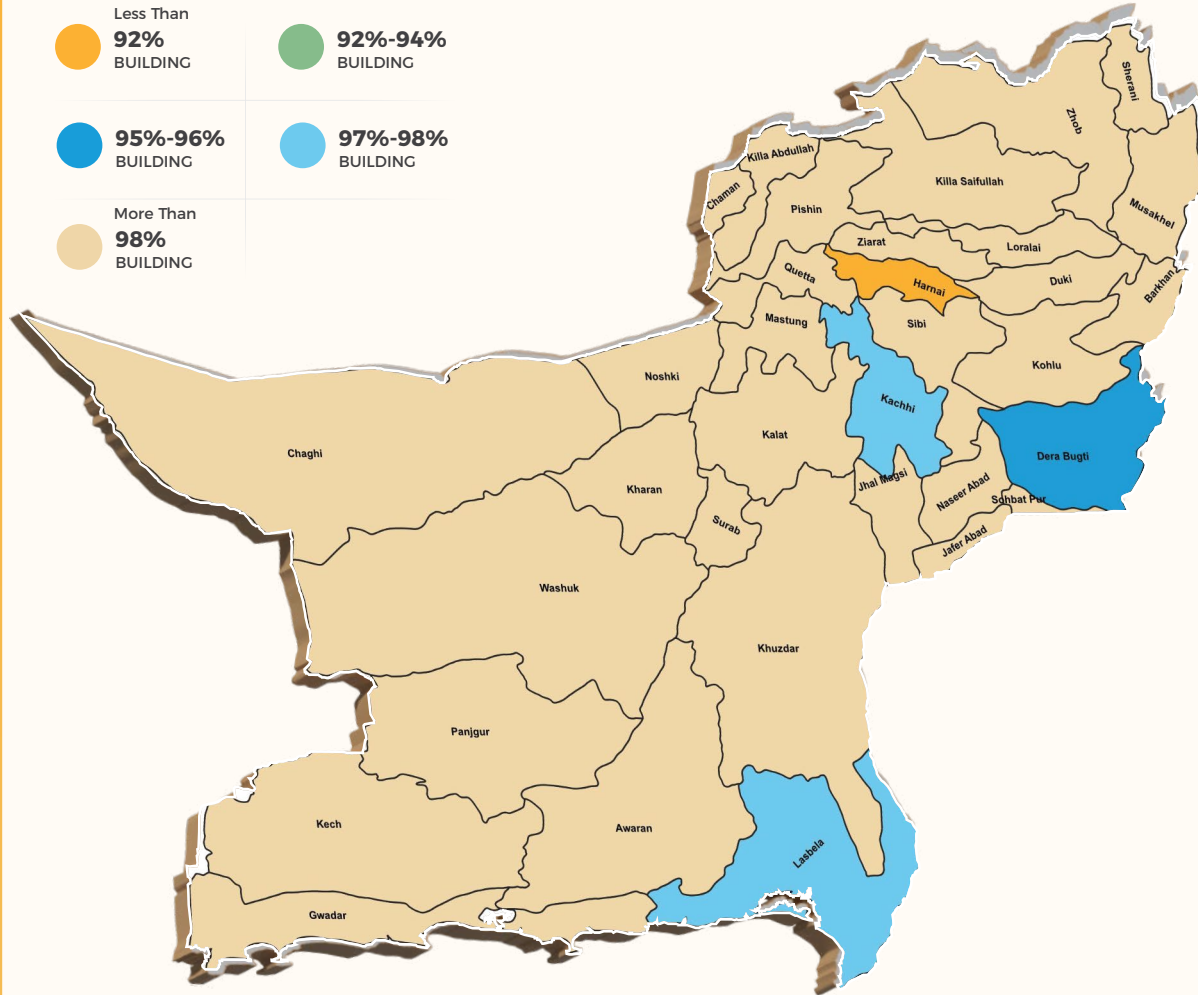 Less Than
92%
BUILDING
92%-94%
BUILDING
95%-96%
BUILDING
97%-98%
BUILDING
More Than
98%
BUILDING
Sherani
Zhob
Killa Abdullah
Killa Saifullah
Chaman
Pishin
Musakhel
Ziarat
Loralai
Quetta
Duki
Barkhan
Harnai
Mastung
Sibi
Kohlu
Noshki
Kachhi
Kalat
Chaghi
Dera Bugti
Jhal Magsi
Kharan
Naseer Abad
Sohbat Pur
Surab
Jafer Abad
Washuk
Khuzdar
Panjgur
Kech
Awaran
Lasbela
Gwadar